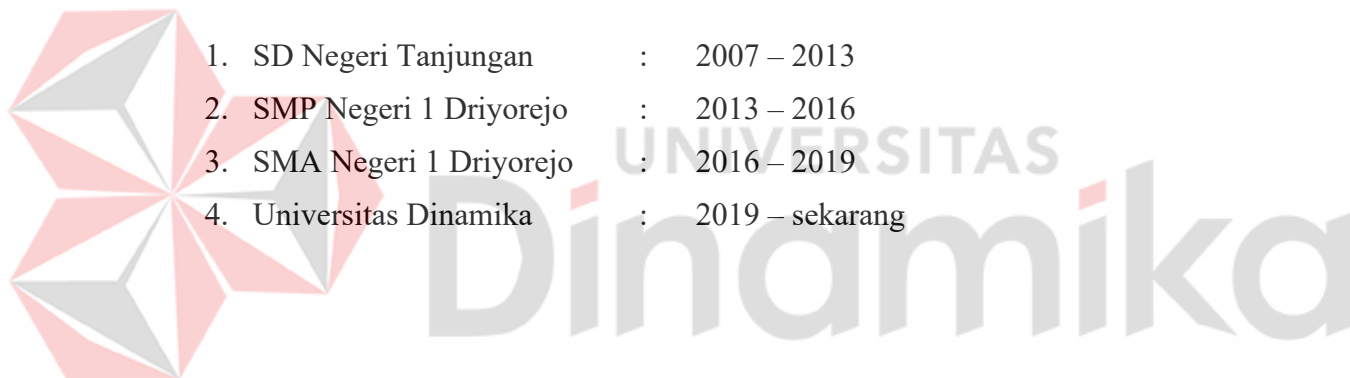 1. SD Negeri Tanjungan : 2007 – 2013
2. SMP Negeri 1 Driyorejo : 2013 – 2016
3. SMA Negeri 1 Driyorejo : 2016 – 2019
4. Universitas Dinamika : 2019 – sekarang
UNIVERSITAS
Dinamika